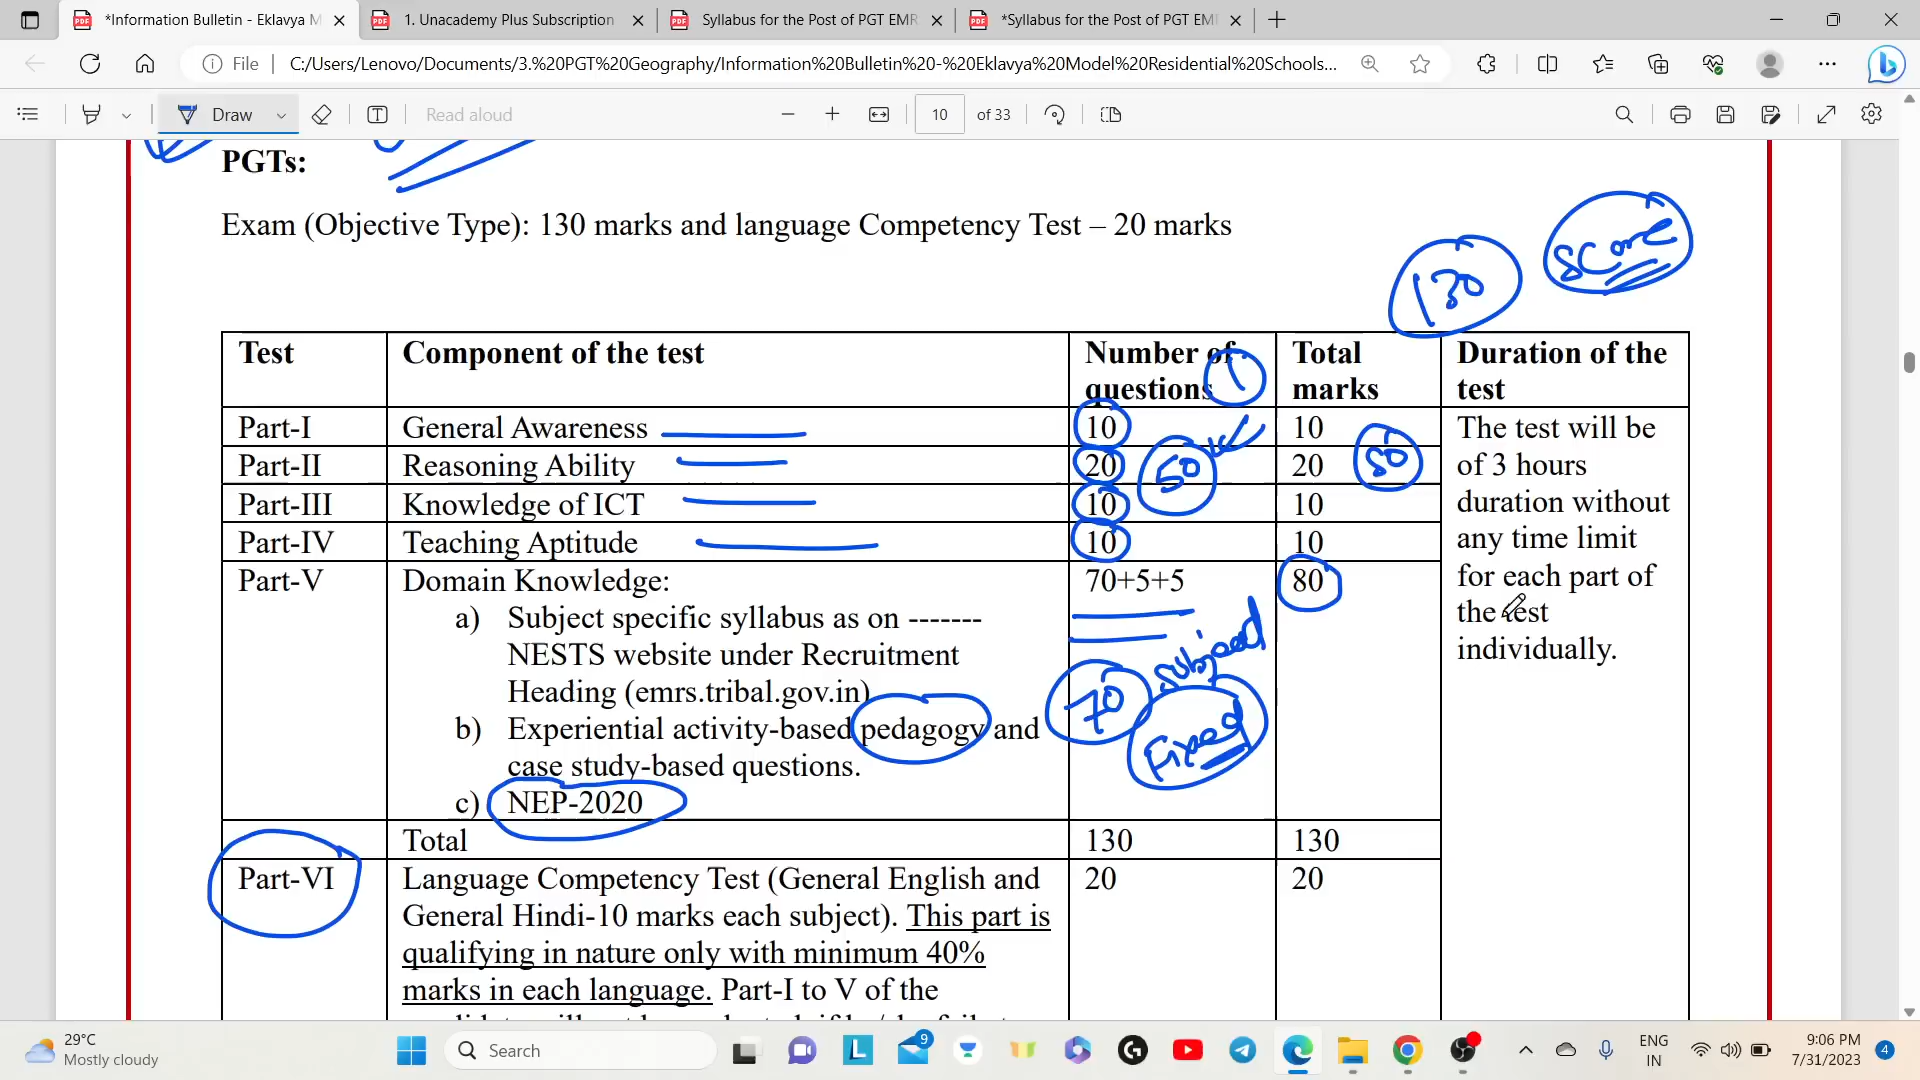 *Information Bulletin - Eklavya M
1. Unacademy Plus Subscription
Syllabus for the Post of PGT EMR
*Syllabus for the Post of PGT EMI
File
C:/Users/Lenovo/Documents/3.%20PGT%20Geography/Information%20Bulletin%20-%20Eklavya%20Model%20Residential%20Schools...
Draw
Read aloud
10
of 33
PGTs:
Exam (Objective Type): 130 marks and language Competency Test – 20 marks
130
Score
Test
Component of the test
Number of questions
1
Total marks
Duration of the test
Part-I
General Awareness
10
10
Part-II
Reasoning Ability
20
20
Part-III
Knowledge of ICT
10
10
Part-IV
Teaching Aptitude
10
10
50
80
The test will be
of 3 hours
duration without
any time limit
for each part of
the test
individually.
Part-V
Domain Knowledge:
70+5+5
80
a) Subject specific syllabus as on -------
NESTS website under Recruitment
Heading (emrs.tribal.gov.in)
b) Experiential activity-based pedagogy and
case study-based questions.
c) NEP-2020
70
Fixed
Total
130
130
Part-VI
Language Competency Test (General English and
General Hindi-10 marks each subject). This part is
qualifying in nature only with minimum 40%
marks in each language. Part-I to V of the
20
20
29°C
Mostly cloudy
Search
9
ENG
IN
9:06 PM
7/31/2023
4